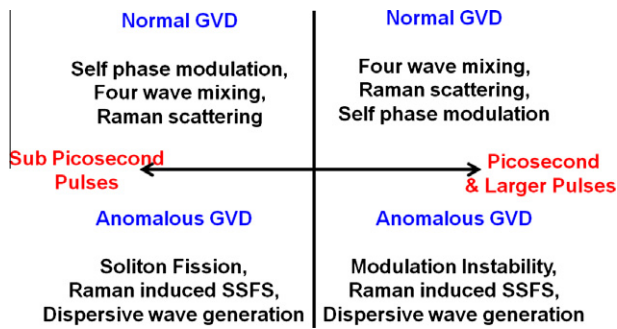 Normal GVD
Self phase modulation,
Four wave mixing,
Raman scattering
Normal GVD
Four wave mixing,
Raman scattering,
Self phase modulation
Sub Picosecond
Pulses
Picosecond
& Larger Pulses
Anomalous GVD
Soliton Fission,
Raman induced SSFS,
Dispersive wave generation
Anomalous GVD
Modulation Instability,
Raman induced SSFS,
Dispersive wave generation